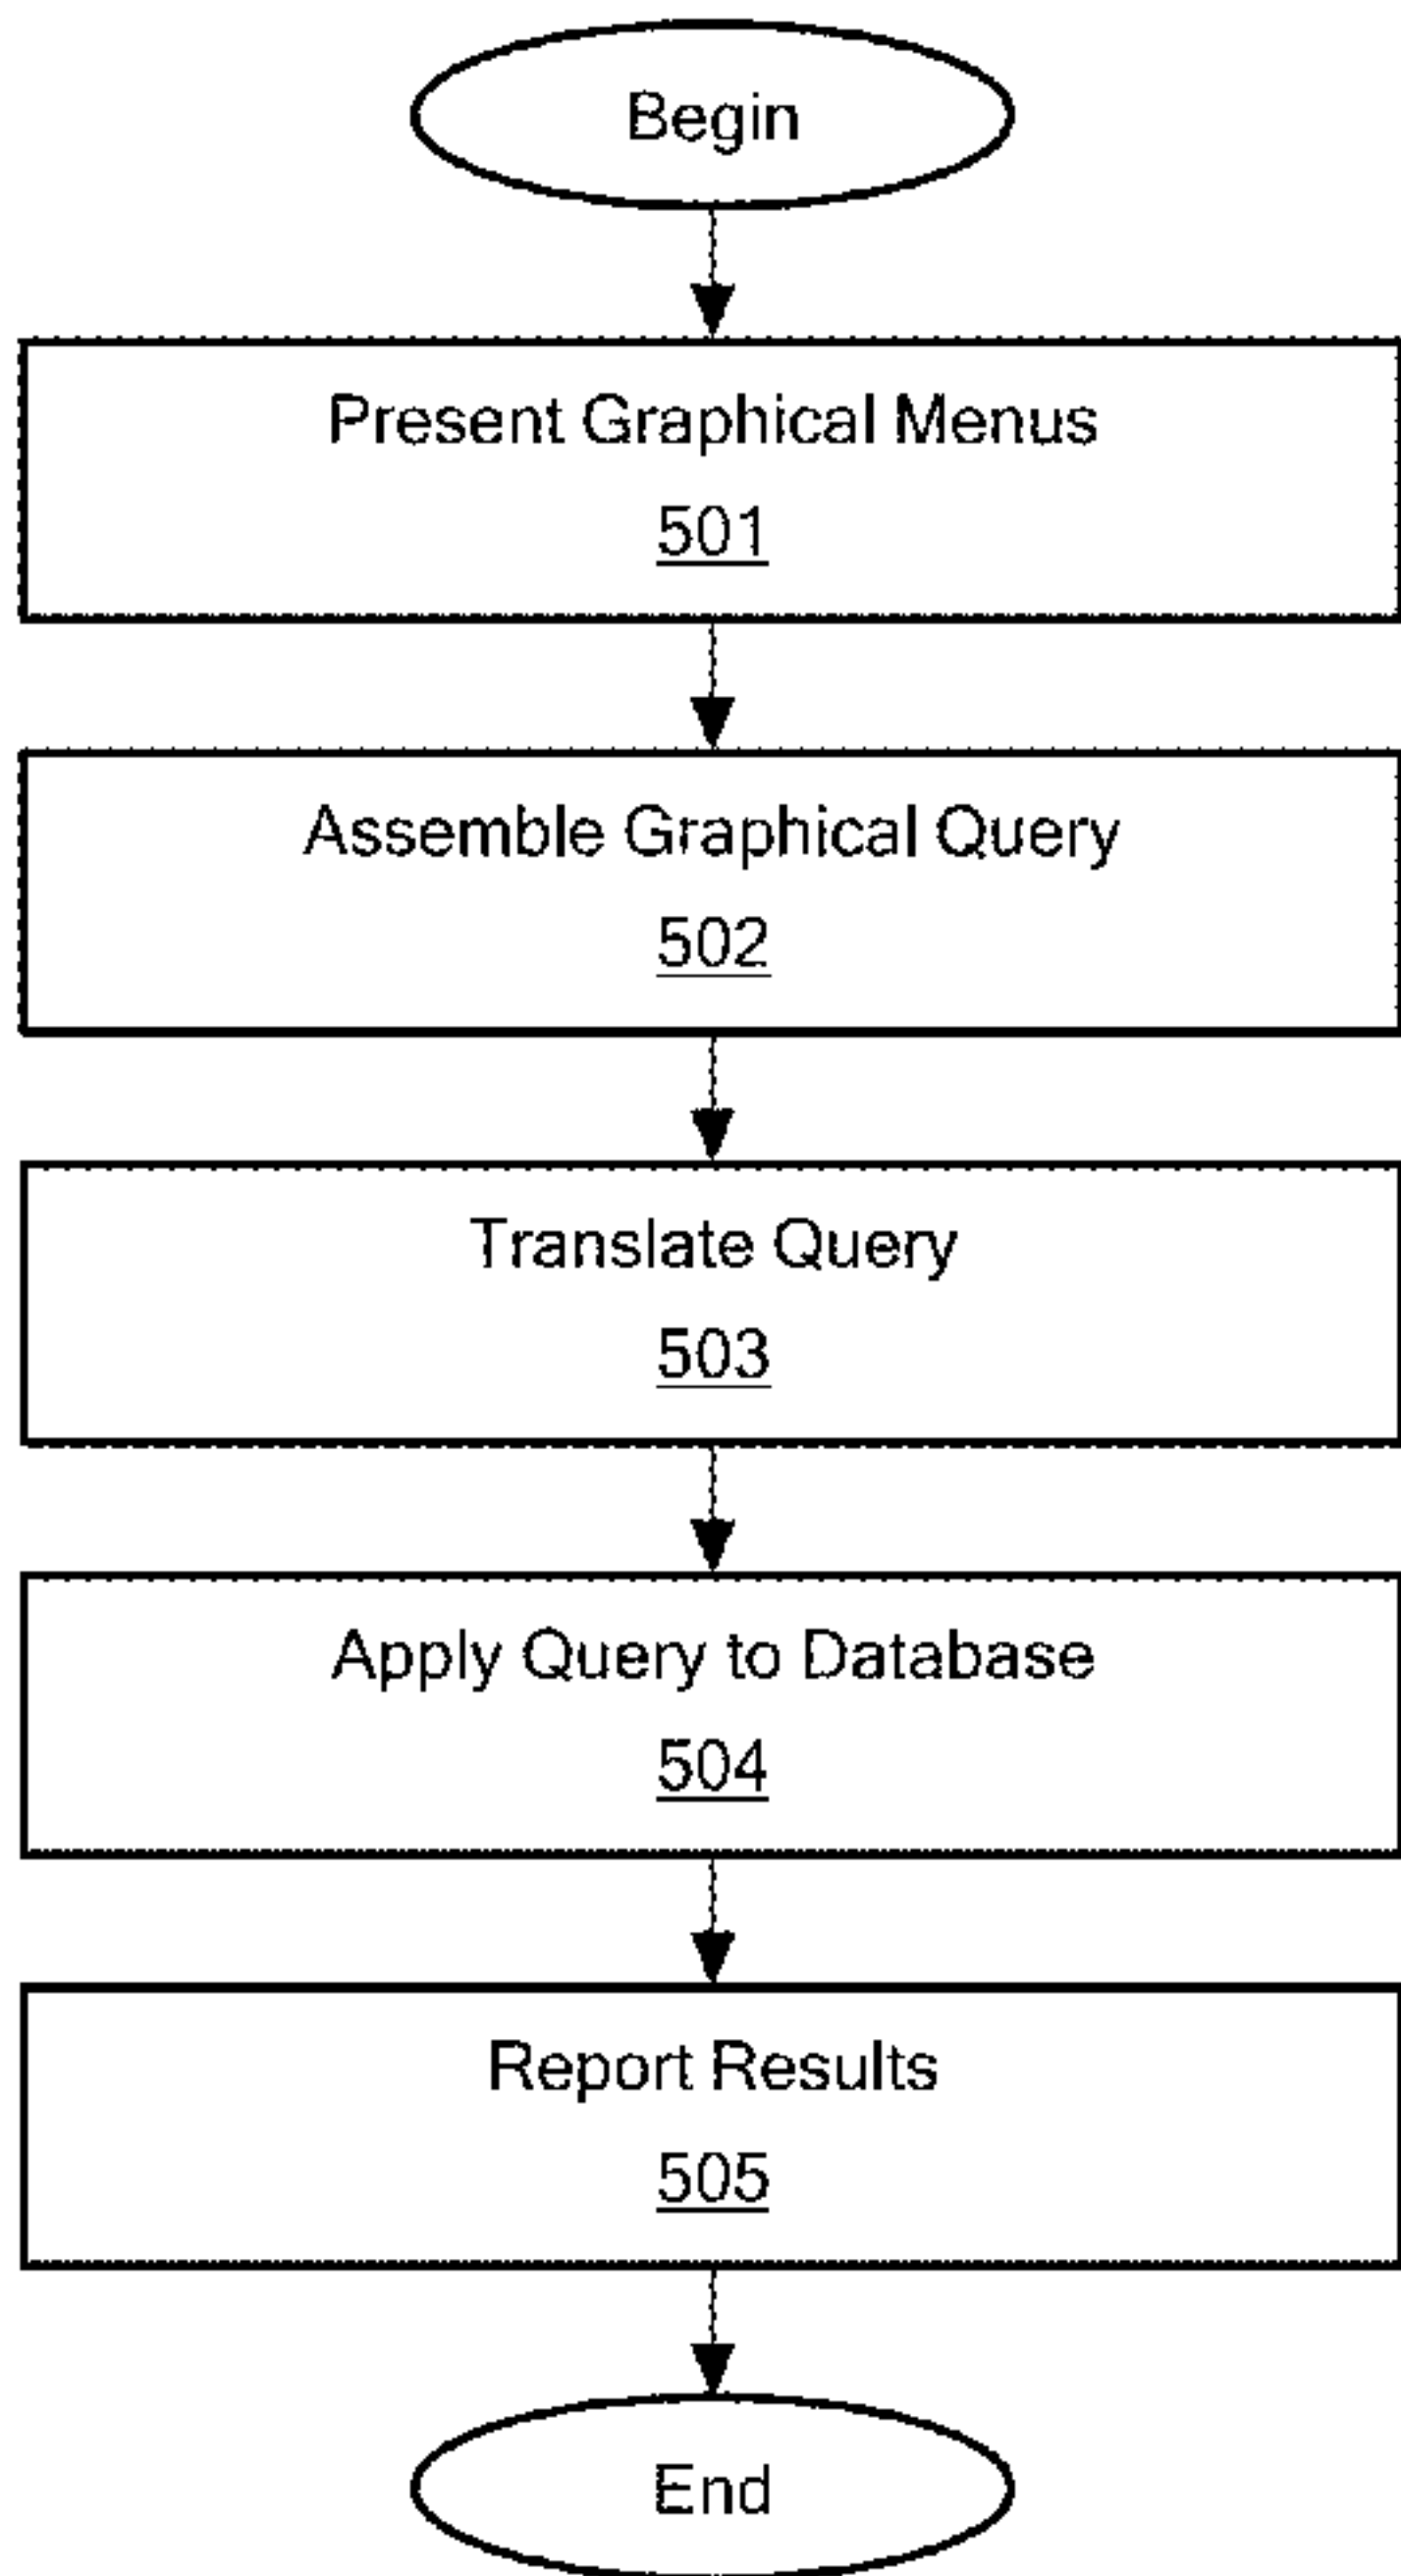 Begin
Present Graphical Menus
501
Assemble Graphical Query
502
Translate Query
503
Apply Query to Database
504
Report Results
505
End